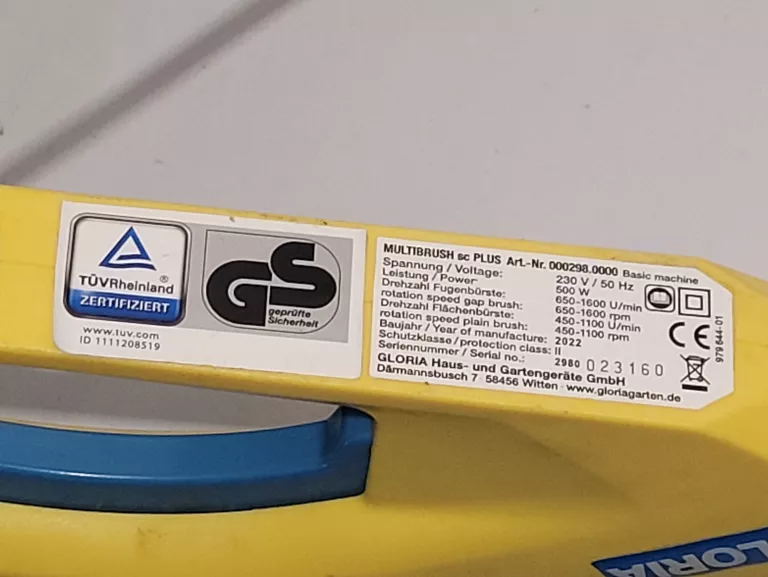 TÜVRheinland®
ZERTIFIZIERT
www.tuv.com
ID 1111208519
GS
geprüfte
Sicherheit
MULTIBRUSH sc PLUS Art.-Nr. 000298.0000 Basic machine
Spannung / Voltage: 230 V / 50 Hz
Leistung / Power 500 W
Drehzahl Fugenbürste: 650-1600 U/min
rotation speed gap brush: 650-1600 rpm
Drehzahl Flächenbürste: 450-1100 U/min
rotation speed plain brush: 450-1100 rpm
Baujahr / Year of manufacture: 2022
Schutzklasse / protection class: II
Seriennummer / Serial no.: 2980 023160
GLORIA Haus- und Gartengeräte GmbH
Därmannsbusch 7 · 58456 Witten · www.gloriagarten.de
CE
979 644-01
LORIA